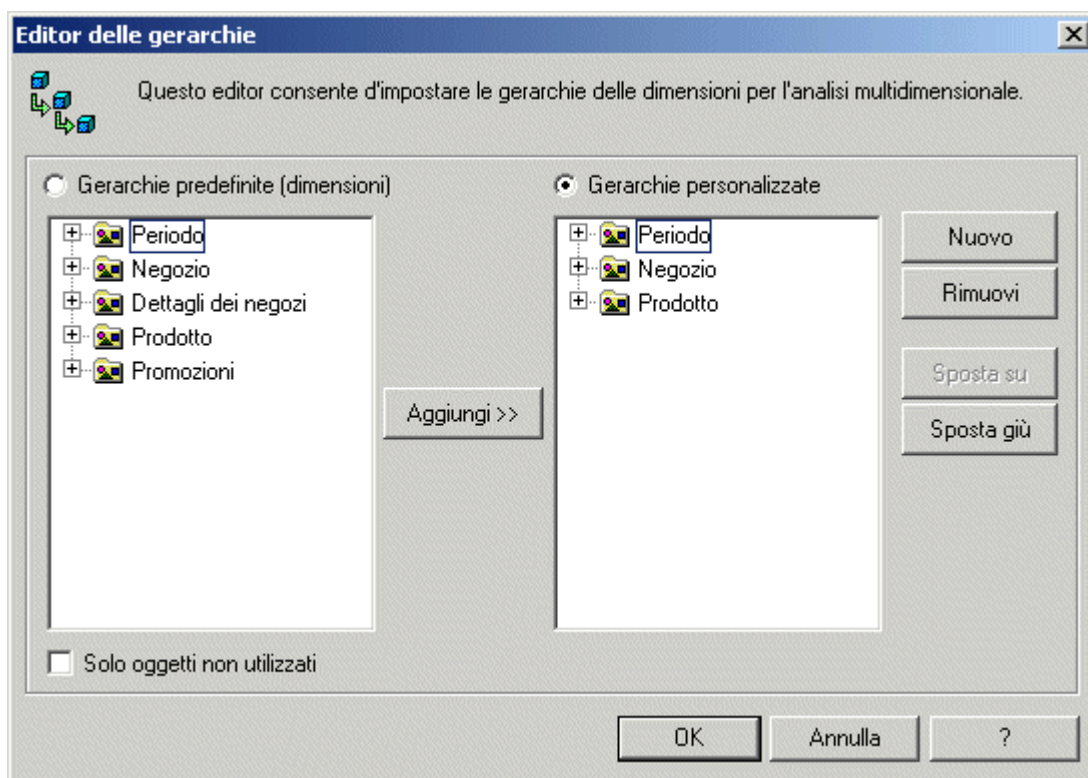 Editor delle gerarchie
Questo editor consente d'impostare le gerarchie delle dimensioni per l'analisi multidimensionale.
Gerarchie predefinite (dimensioni)
Periodo
Negozio
Dettagli dei negozi
Prodotto
Promozioni
Aggiungi >>
Gerarchie personalizzate
Periodo
Negozio
Prodotto
Nuovo
Rimuovi
Sposta su
Sposta giù
Solo oggetti non utilizzati
OK
Annulla
?